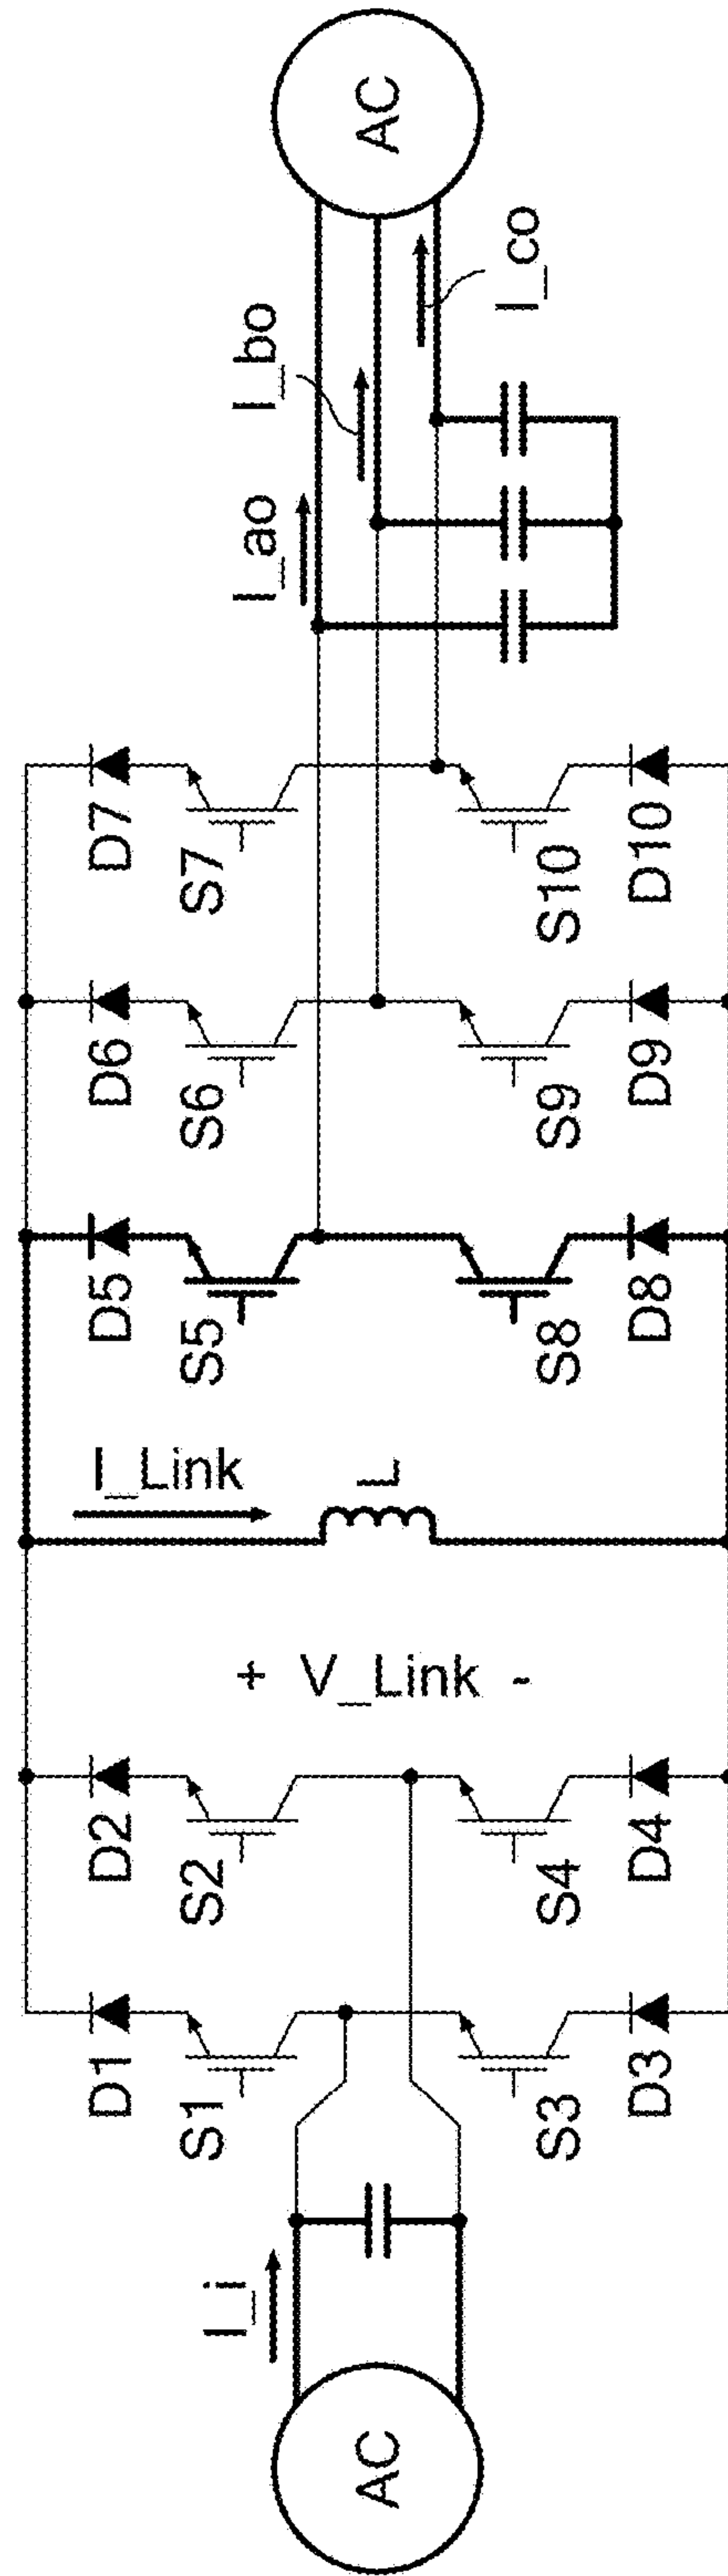 AC
I_i
D1
S1
S3
D3
D2
S2
S4
D4
+ V_Link -
I_Link
L
D5
S5
S8
D8
D6
S6
S9
D9
D7
S7
S10
D10
I_ao
I_bo
I_co
AC